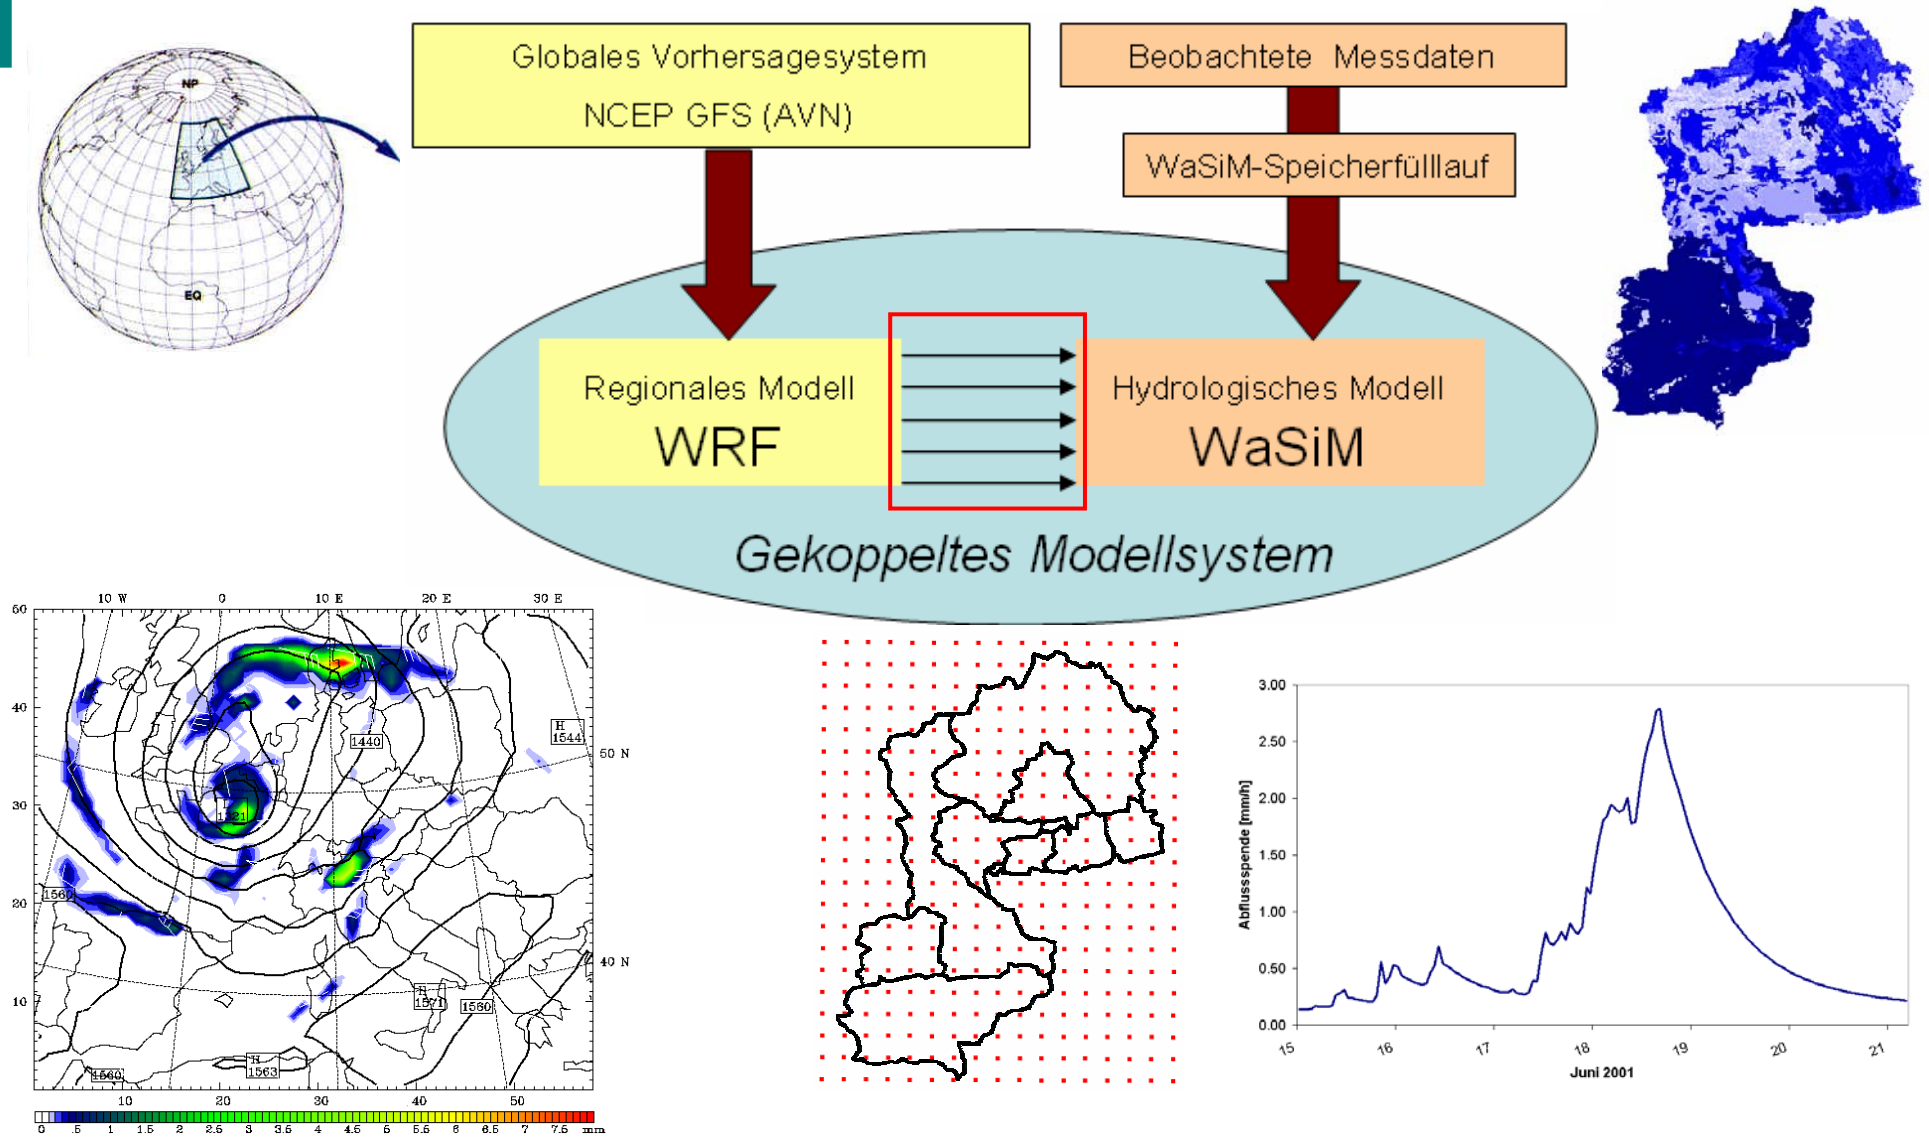 Globales Vorhersagesystem
NCEP GFS (AVN)
Beobachtete Messdaten
WaSiM-Speicherfülllauf
NP
EQ
Regionales Modell
WRF
Hydrologisches Modell
WaSiM
Gekoppeltes Modellsystem
10 W 0 10 E 20 E 30 E
60
40
30
20
10
50 N
40 N
H
1544
1440
1321
1560
1571
1560
H
1563
1560
10 20 30 40 50
0 .5 1 1.5 2 2.5 3 3.5 4 4.5 5 5.5 6 6.5 7 7.5 mm
Abflussspende [mm/h]
3.00
2.50
2.00
1.50
1.00
0.50
0.00
15 16 17 18 19 20 21
Juni 2001